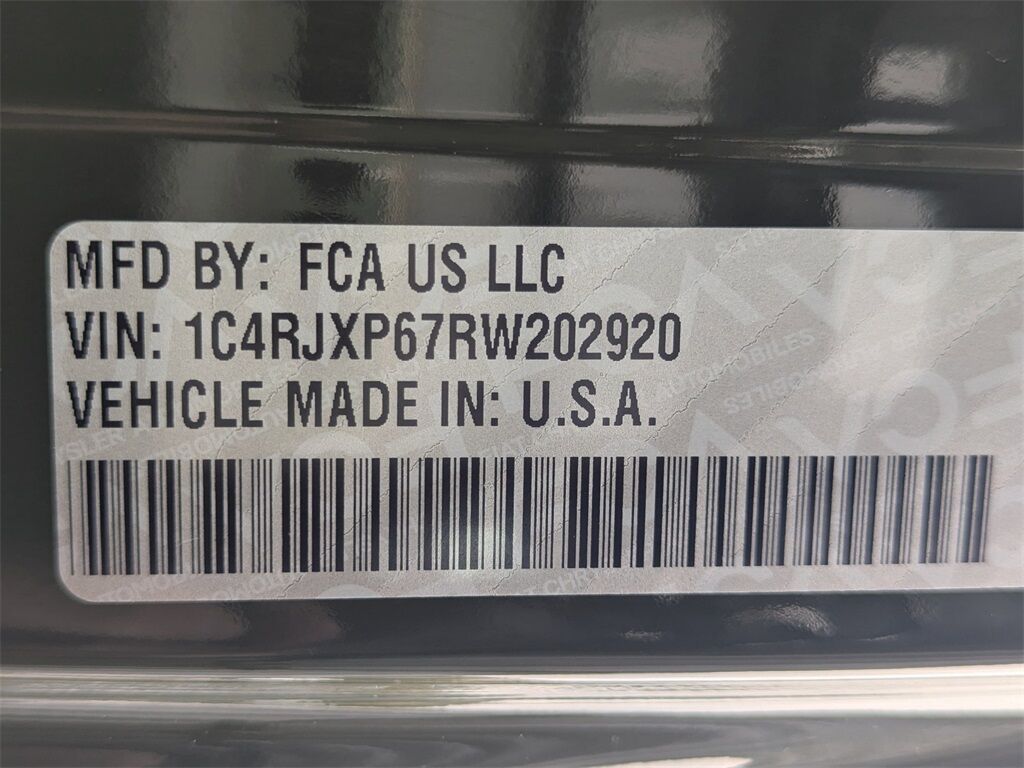 MFD BY: FCA US LLC
VIN: 1C4RJXP67RW202920
VEHICLE MADE IN: U.S.A.